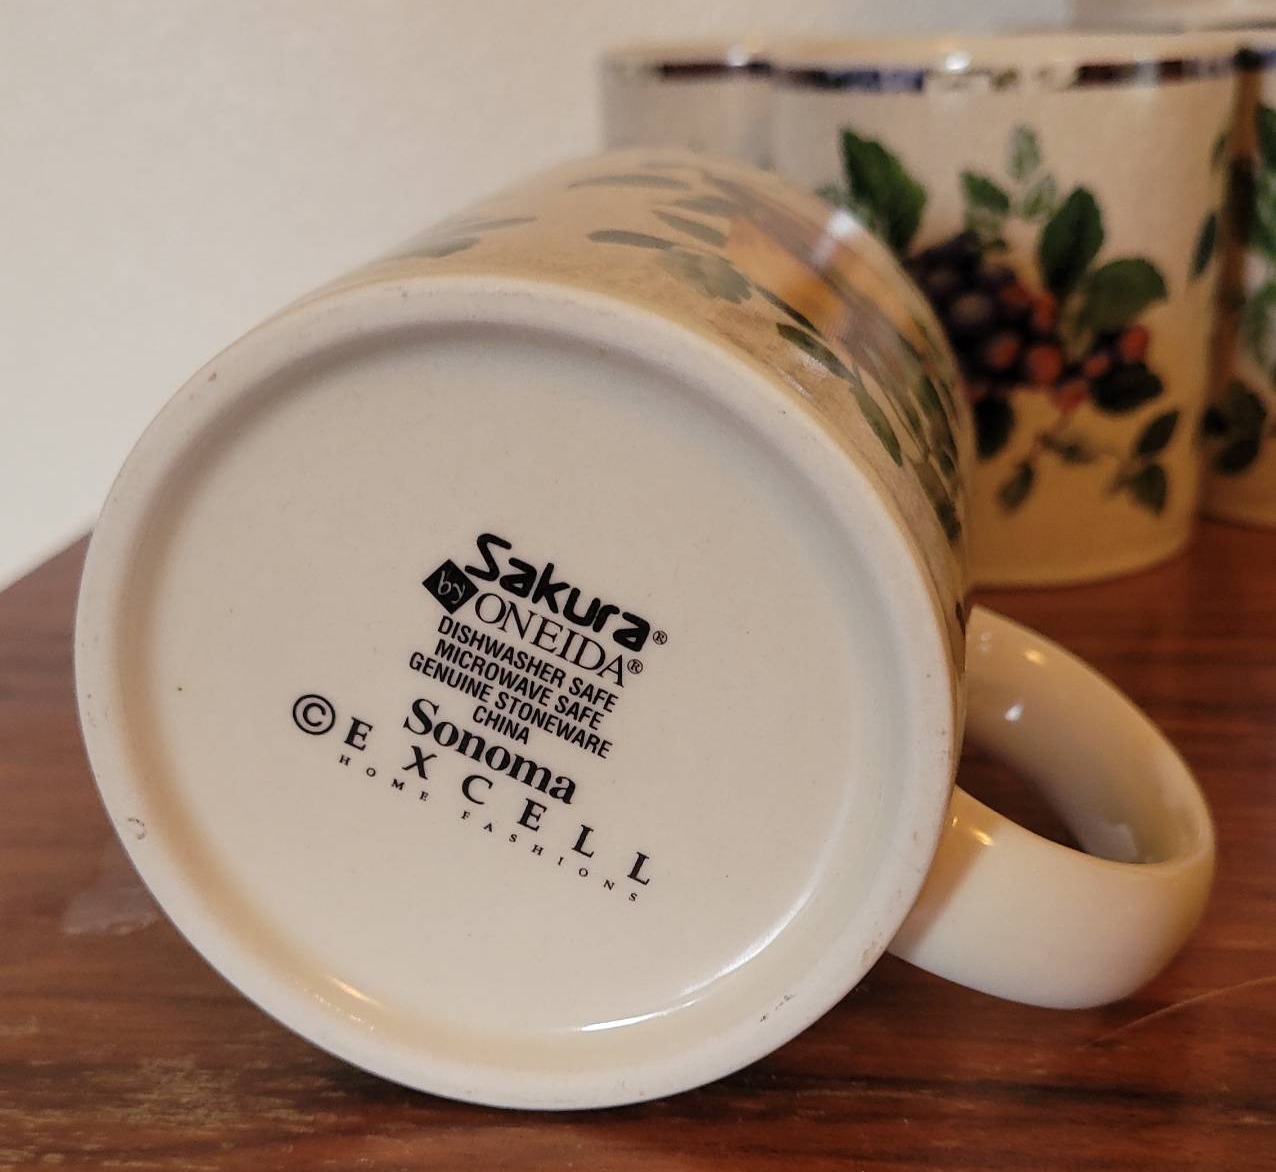 Sakura®
by ONEIDA®
DISHWASHER SAFE
MICROWAVE SAFE
GENUINE STONEWARE
CHINA
Sonoma
© EXCELL
HOME FASHIONS